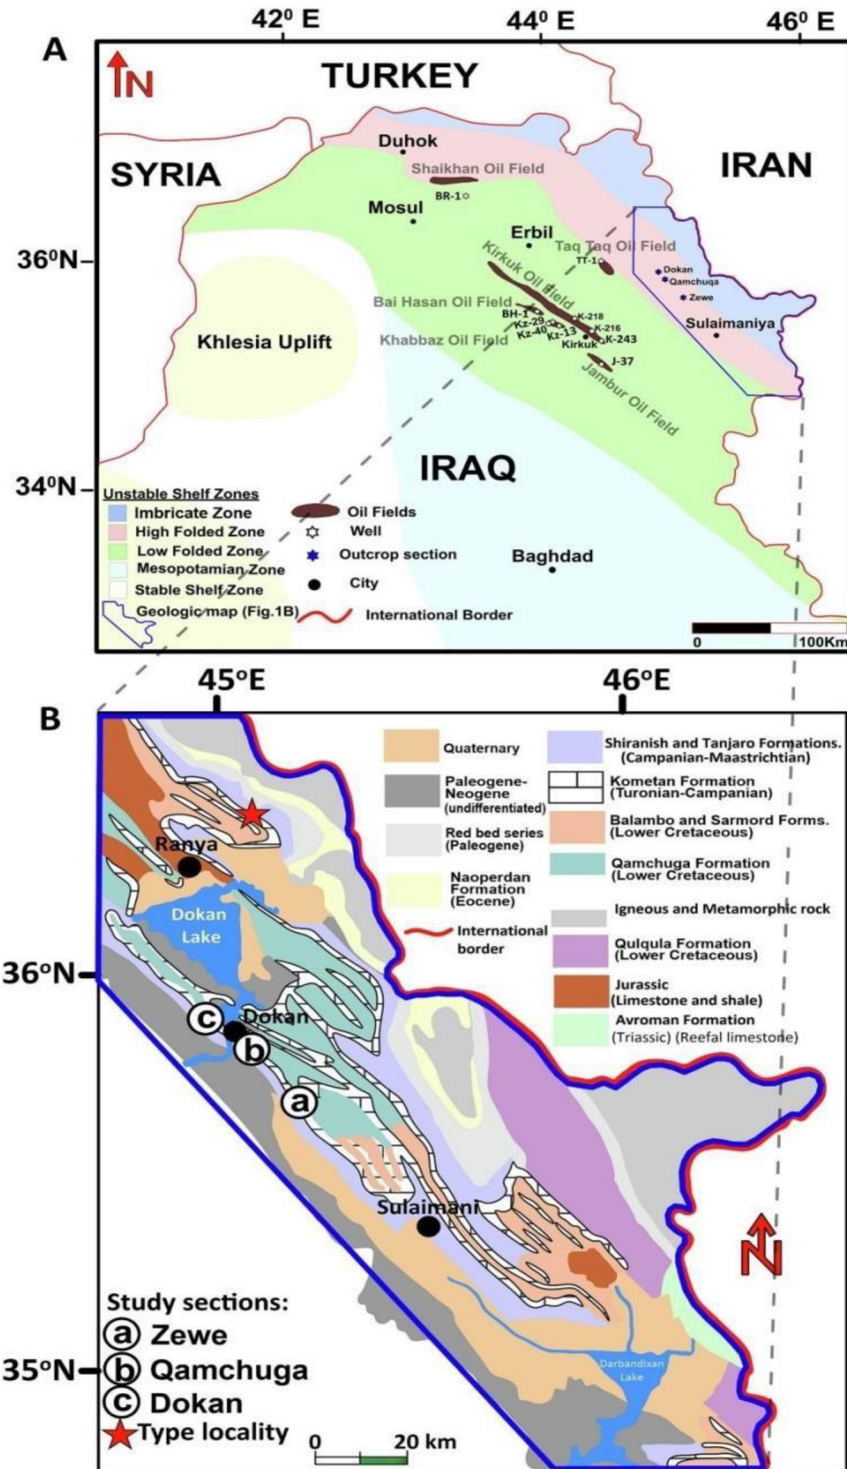 42⁰ E
44⁰ E
46⁰ E
A
N
TURKEY
SYRIA
IRAN
Duhok
Shaikhan Oil Field
BR-1
Mosul
Erbil
Taq Taq Oil Field
TT-1
36⁰N
Dokan
Qamchuqa
Zewe
Kirkuk Oil Field
Bai Hasan Oil Field
BH-1
Kz-29
Kz-40
Kz-13
K-218
K-216
K-243
Sulaimaniya
Khlesia Uplift
Khabbaz Oil Field
Kirkuk
J-37
Jambur Oil Field
IRAQ
34⁰N
Unstable Shelf Zones
Imbricate Zone
High Folded Zone
Low Folded Zone
Mesopotamian Zone
Stable Shelf Zone
Geologic map (Fig.1B)
Oil Fields
Well
Outcrop section
City
International Border
Baghdad
0 100Km
45ᵒE
46ᵒE
B
Quaternary
Paleogene-
Neogene
(undifferentiated)
Red bed series
(Paleogene)
Naoperdan
Formation
(Eocene)
International
border
Shiranish and Tanjaro Formations.
(Campanian-Maastrichtian)
Kometan Formation
(Turonian-Campanian)
Balambo and Sarmord Forms.
(Lower Cretaceous)
Qamchuga Formation
(Lower Cretaceous)
Igneous and Metamorphic rock
Qulqula Formation
(Lower Cretaceous)
Jurassic
(Limestone and shale)
Avroman Formation
(Triassic) (Reefal limestone)
Ranya
Dokan
Lake
36ᵒN
c
Dokan
b
a
Sulaimani
N
Study sections:
a Zewe
b Qamchuga
c Dokan
Type locality
35ᵒN
Darbandixan
Lake
0 20 km